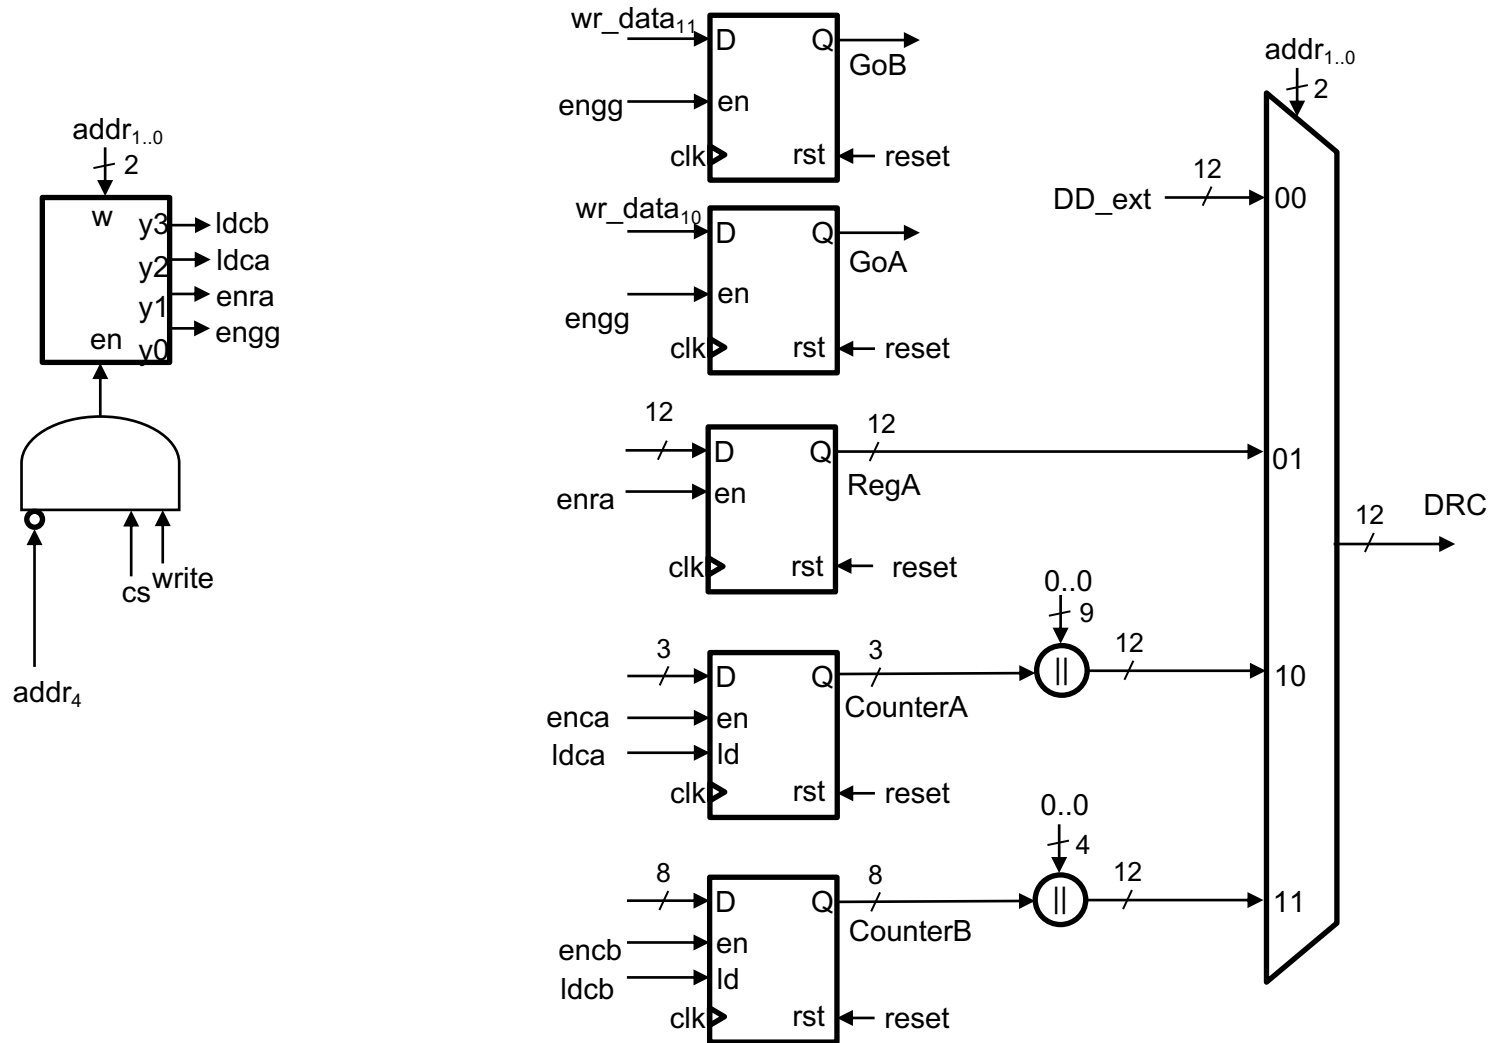 addr1..0
2
w
y3
ldcb
y2
ldca
y1
enra
en
y0
engg
cs
write
addr4
wr_data11
D
Q
GoB
engg
en
clk
rst
reset
wr_data10
D
Q
GoA
engg
en
clk
rst
reset
12
D
Q
12
RegA
enra
en
clk
rst
reset
3
D
Q
3
CounterA
enca
en
ldca
ld
clk
rst
reset
0..0
9
||
12
8
D
Q
8
CounterB
encb
en
ldcb
ld
clk
rst
reset
0..0
4
||
12
addr1..0
2
DD_ext
12
00
01
10
11
12
DRC